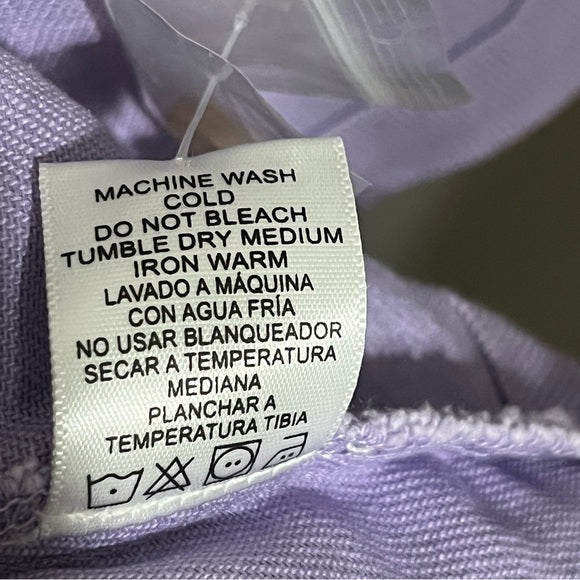 MACHINE WASH
COLD
DO NOT BLEACH
TUMBLE DRY MEDIUM
IRON WARM
LAVADO A MÁQUINA
CON AGUA FRÍA
NO USAR BLANQUEADOR
SECAR A TEMPERATURA
MEDIANA
PLANCHAR A
TEMPERATURA TIBIA